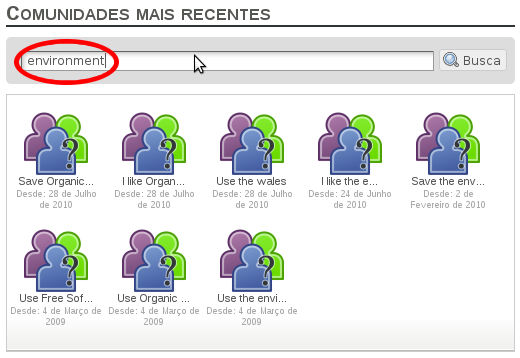 Comunidades mais recentes
environment
Busca
Save Organic...
Desde: 28 de Julho
de 2010
I like Organ...
Desde: 28 de Julho
de 2010
Use the wales
Desde: 28 de Julho
de 2010
I like the e...
Desde: 24 de Junho
de 2010
Save the env...
Desde: 2 de
Fevereiro de 2010
Use Free Sof...
Desde: 4 de Março de
2009
Use Organic ...
Desde: 4 de Março de
2009
Use the envi...
Desde: 4 de Março de
2009